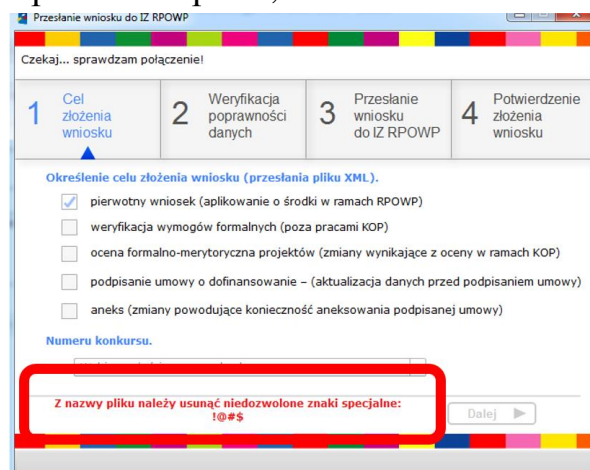 Przesłanie wniosku do IZ RPOWP
Czekaj... sprawdzam połączenie!
1 Cel złożenia wniosku
2 Weryfikacja poprawności danych
3 Przesłanie wniosku do IZ RPOWP
4 Potwierdzenie złożenia wniosku
Określenie celu złożenia wniosku (przesłania pliku XML).
pierwotny wniosek (aplikowanie o środki w ramach RPOWP)
weryfikacja wymogów formalnych (poza pracami KOP)
ocena formalno-merytoryczna projektów (zmiany wynikające z oceny w ramach KOP)
podpisanie umowy o dofinansowanie – (aktualizacja danych przed podpisaniem umowy)
aneks (zmiany powodujące konieczność aneksowania podpisanej umowy)
Numeru konkursu.
Z nazwy pliku należy usunąć niedozwolone znaki specjalne:
!@#$
Dalej